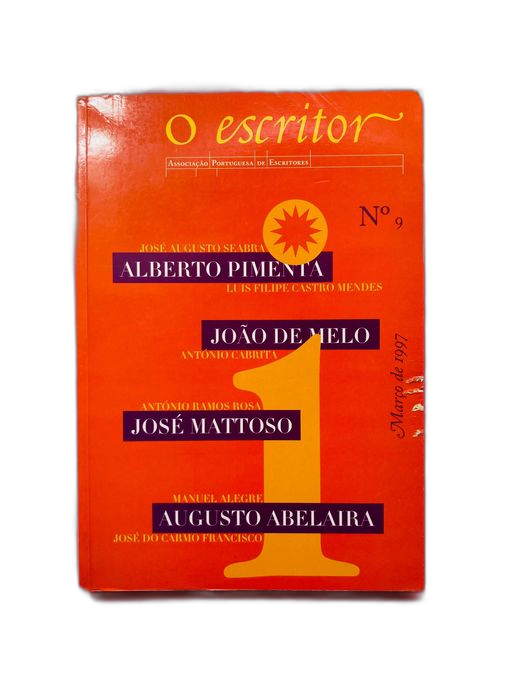 O escritor
ASSOCIAÇÃO PORTUGUESA DE ESCRITORES
Nº 9
JOSÉ AUGUSTO SEABRA
ALBERTO PIMENTA
LUIS FILIPE CASTRO MENDES
JOÃO DE MELO
ANTÓNIO CABRITA
Março de 1997
ANTÓNIO RAMOS ROSA
JOSÉ MATTOSO
MANUEL ALEGRE
AUGUSTO ABELAIRA
JOSÉ DO CARMO FRANCISCO
1